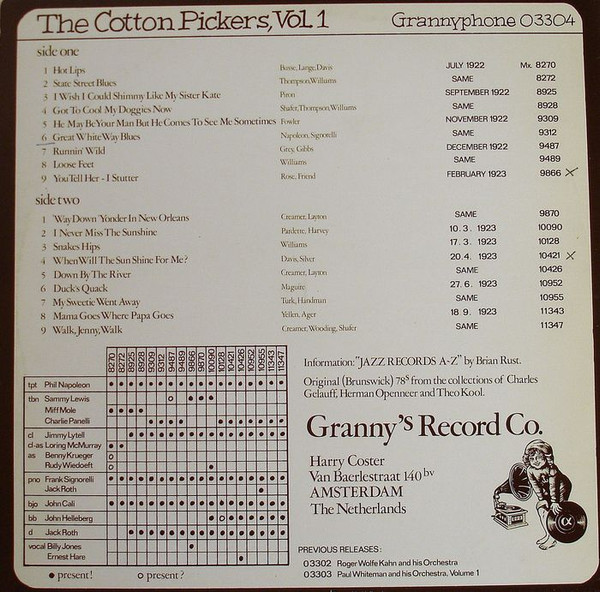 The Cotton Pickers, Vol. 1 Grannyphone 03304
side one
1 Hot Lips Busse, Lange, Davis JULY 1922 Mx. 8270
2 State Street Blues Thompson, Williams SAME 8272
3 I Wish I Could Shimmy Like My Sister Kate Piron SEPTEMBER 1922 8925
4 Got To Cool My Doggies Now Shafer, Thompson, Williams SAME 8928
5 He May Be Your Man But He Comes To See Me Sometimes Fowler NOVEMBER 1922 9309
6 Great White Way Blues Napoleon, Signorelli SAME 9312
7 Runnin' Wild Grey, Gibbs DECEMBER 1922 9487
8 Loose Feet Williams SAME 9489
9 You Tell Her - I Stutter Rose, Friend FEBRUARY 1923 9866
side two
1 'Way Down Yonder In New Orleans Creamer, Layton SAME 9870
2 I Never Miss The Sunshine Parderre, Harvey 10.3. 1923 10090
3 Snakes Hips Williams 17.3. 1923 10128
4 When Will The Sun Shine For Me? Davis, Silver 20.4. 1923 10421
5 Down By The River Creamer, Layton SAME 10426
6 Duck's Quack Maguire 27.6. 1923 10952
7 My Sweetie Went Away Turk, Handman SAME 10955
8 Mama Goes Where Papa Goes Yellen, Ager 18.9. 1923 11343
9 Walk, Jenny, Walk Creamer, Wooding, Shafer SAME 11347
8270 8272 8925 8928 9309 9312 9487 9489 9866 9870 10090 10128 10421 10426 10952 10955 11343 11347
tpt Phil Napoleon
tbn Sammy Lewis
Miff Mole
Charlie Panelli
cl Jimmy Lytell
cl-as Loring McMurray
as Benny Krueger
Rudy Wiedoeft
pno Frank Signorelli
Jack Roth
bjo John Cali
bb John Helleberg
d Jack Roth
vocal Billy Jones
Ernest Hare
• present! o present?
Information: "JAZZ RECORDS A-Z" by Brian Rust.
Original (Brunswick) 78s from the collections of Charles
Gelauff, Herman Openneer and Theo Kool.
Granny's Record Co.
Harry Coster
Van Baerlestraat 140 bv
AMSTERDAM
The Netherlands
PREVIOUS RELEASES:
03302 Roger Wolfe Kahn and his Orchestra
03303 Paul Whiteman and his Orchestra, Volume 1